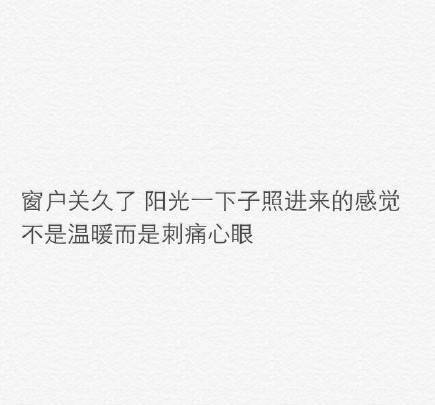 窗户关久了 阳光一下子照进来的感觉
不是温暖而是刺痛心眼